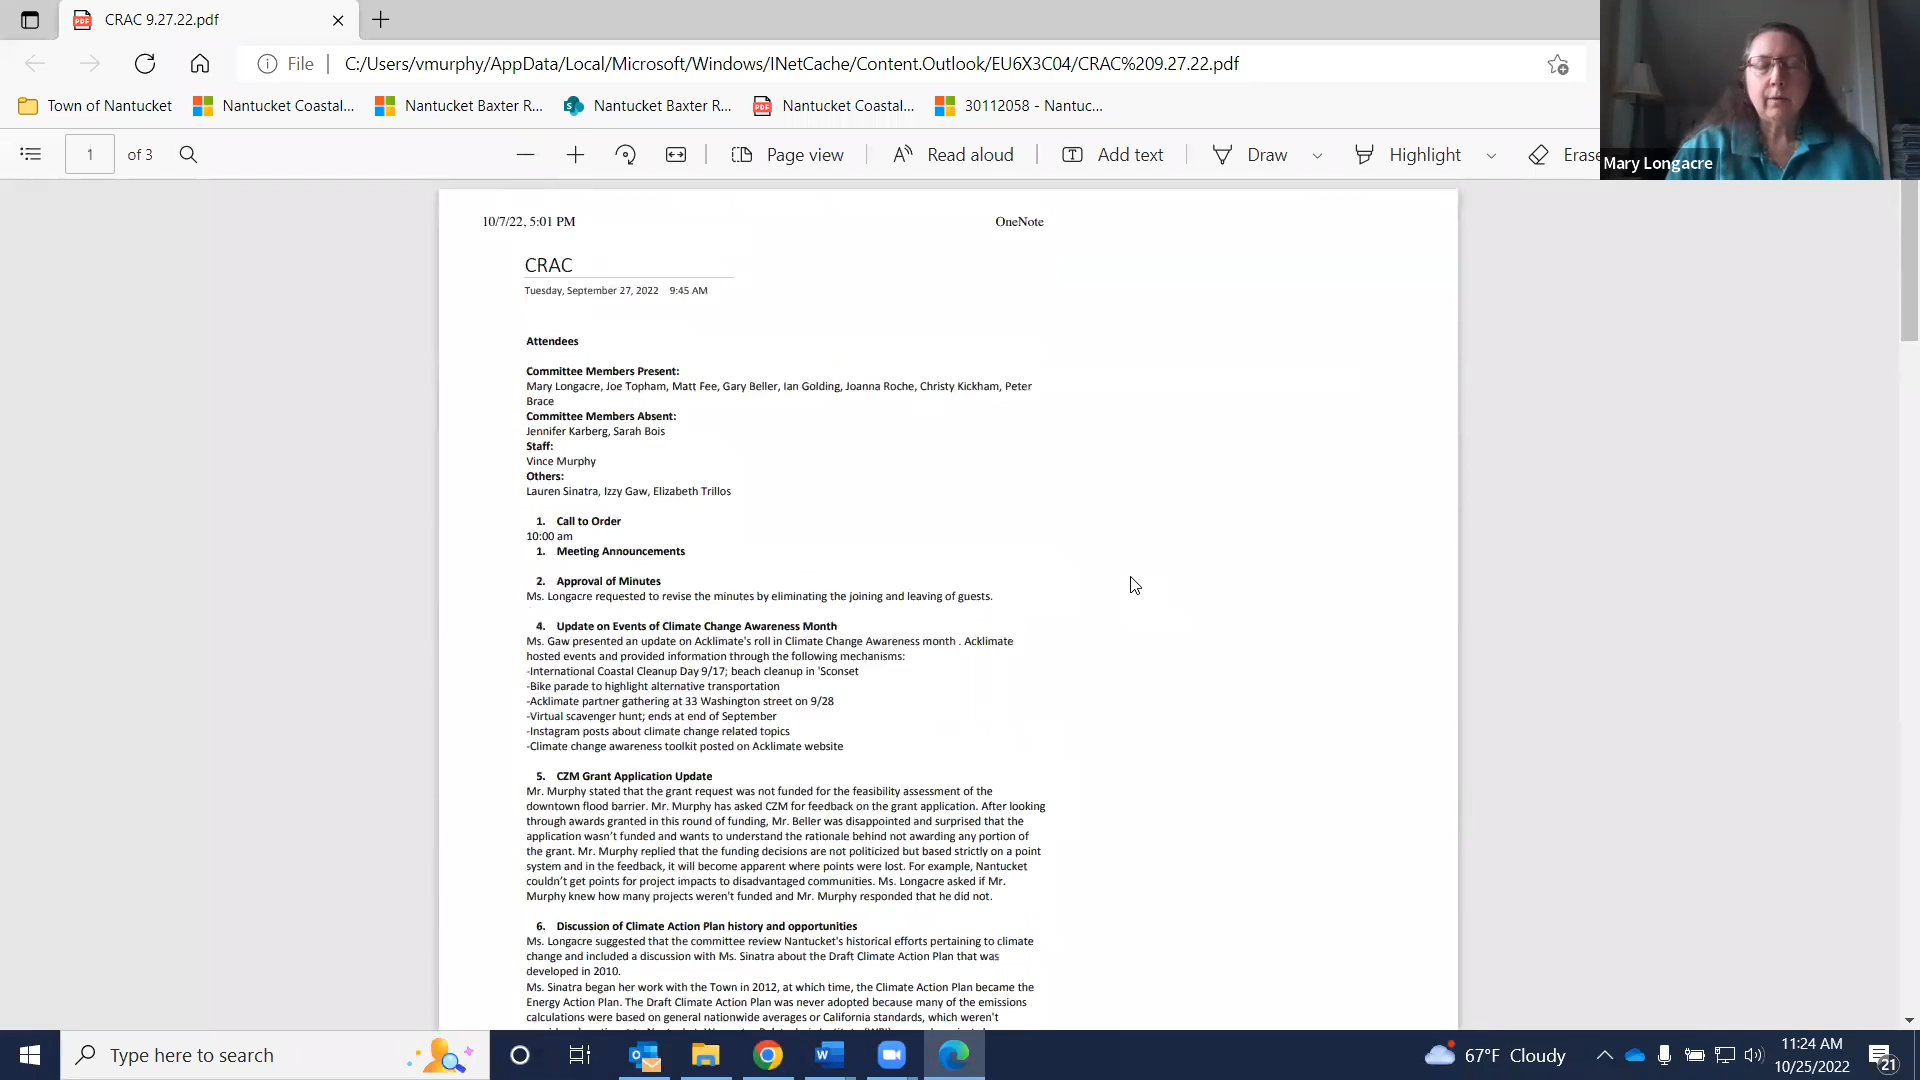 CRAC 9.27.22.pdf
File
C:/Users/vmurphy/AppData/Local/Microsoft/Windows/INetCache/Content.Outlook/EU6X3C04/CRAC%209.27.22.pdf
Town of Nantucket
Nantucket Coastal...
Nantucket Baxter R...
Nantucket Baxter R...
Nantucket Coastal...
30112058 - Nantuc...
1
of 3
Page view
Read aloud
Add text
Draw
Highlight
Erase
Mary Longacre
10/7/22, 5:01 PM
OneNote
CRAC
Tuesday, September 27, 2022 9:45 AM
Attendees
Committee Members Present:
Mary Longacre, Joe Topham, Matt Fee, Gary Beller, Ian Golding, Joanna Roche, Christy Kickham, Peter
Brace
Committee Members Absent:
Jennifer Karberg, Sarah Bois
Staff:
Vince Murphy
Others:
Lauren Sinatra, Izzy Gaw, Elizabeth Trillos
1. Call to Order
10:00 am
1. Meeting Announcements
2. Approval of Minutes
Ms. Longacre requested to revise the minutes by eliminating the joining and leaving of guests.
4. Update on Events of Climate Change Awareness Month
Ms. Gaw presented an update on Acklimate's roll in Climate Change Awareness month . Acklimate
hosted events and provided information through the following mechanisms:
-International Coastal Cleanup Day 9/17; beach cleanup in 'Sconset
-Bike parade to highlight alternative transportation
-Acklimate partner gathering at 33 Washington street on 9/28
-Virtual scavenger hunt; ends at end of September
-Instagram posts about climate change related topics
-Climate change awareness toolkit posted on Acklimate website
5. CZM Grant Application Update
Mr. Murphy stated that the grant request was not funded for the feasibility assessment of the
downtown flood barrier. Mr. Murphy has asked CZM for feedback on the grant application. After looking
through awards granted in this round of funding, Mr. Beller was disappointed and surprised that the
application wasn't funded and wants to understand the rationale behind not awarding any portion of
the grant. Mr. Murphy replied that the funding decisions are not politicized but based strictly on a point
system and in the feedback, it will become apparent where points were lost. For example, Nantucket
couldn't get points for project impacts to disadvantaged communities. Ms. Longacre asked if Mr.
Murphy knew how many projects weren't funded and Mr. Murphy responded that he did not.
6. Discussion of Climate Action Plan history and opportunities
Ms. Longacre suggested that the committee review Nantucket's historical efforts pertaining to climate
change and included a discussion with Ms. Sinatra about the Draft Climate Action Plan that was
developed in 2010.
Ms. Sinatra began her work with the Town in 2012, at which time, the Climate Action Plan became the
Energy Action Plan. The Draft Climate Action Plan was never adopted because many of the emissions
calculations were based on general nationwide averages or California standards, which weren't
Type here to search
67°F Cloudy
11:24 AM
10/25/2022
21